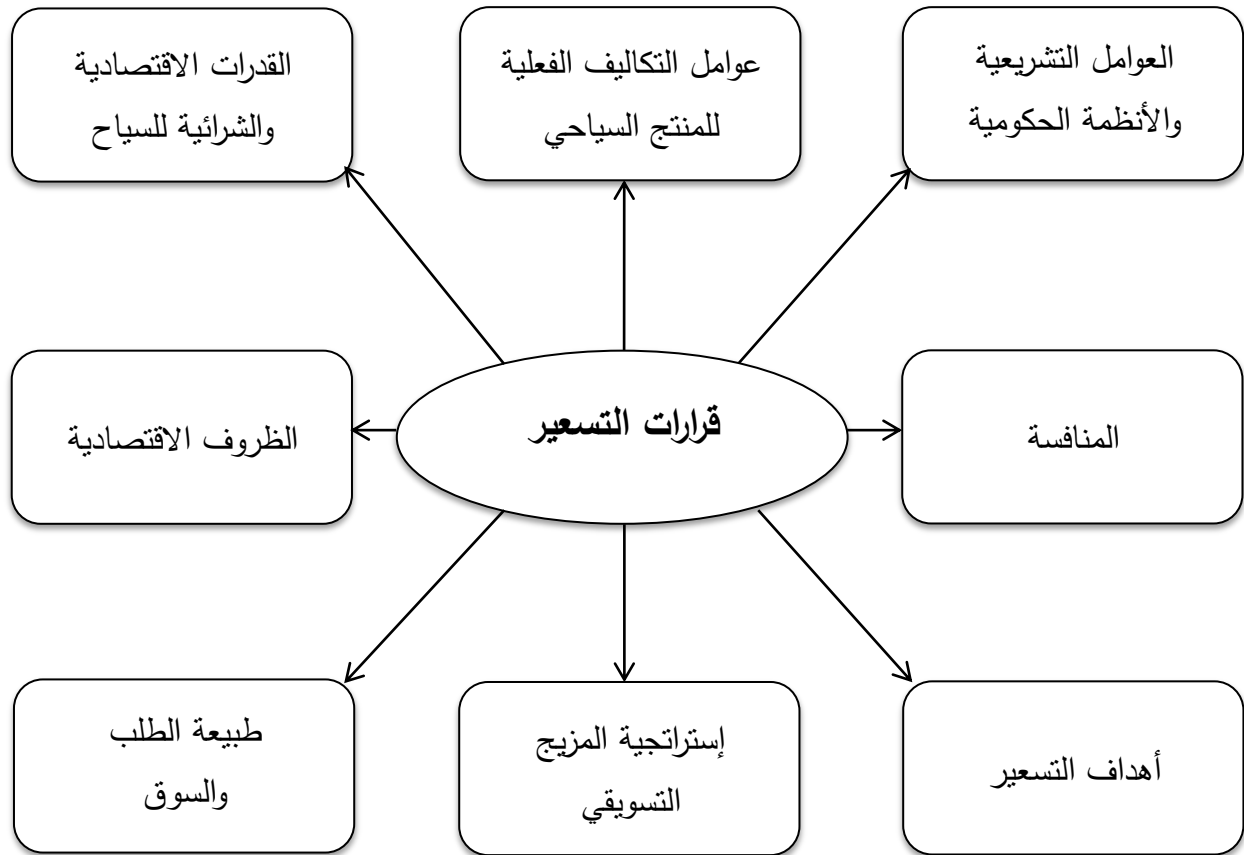 العوامل التشريعية
والأنظمة الحكومية
عوامل التكاليف الفعلية
للمنتج السياحي
القدرات الاقتصادية
والشرائية للسياح
المنافسة
قرارات التسعير
الظروف الاقتصادية
أهداف التسعير
إستراتجية المزيج
التسويقي
طبيعة الطلب
والسوق